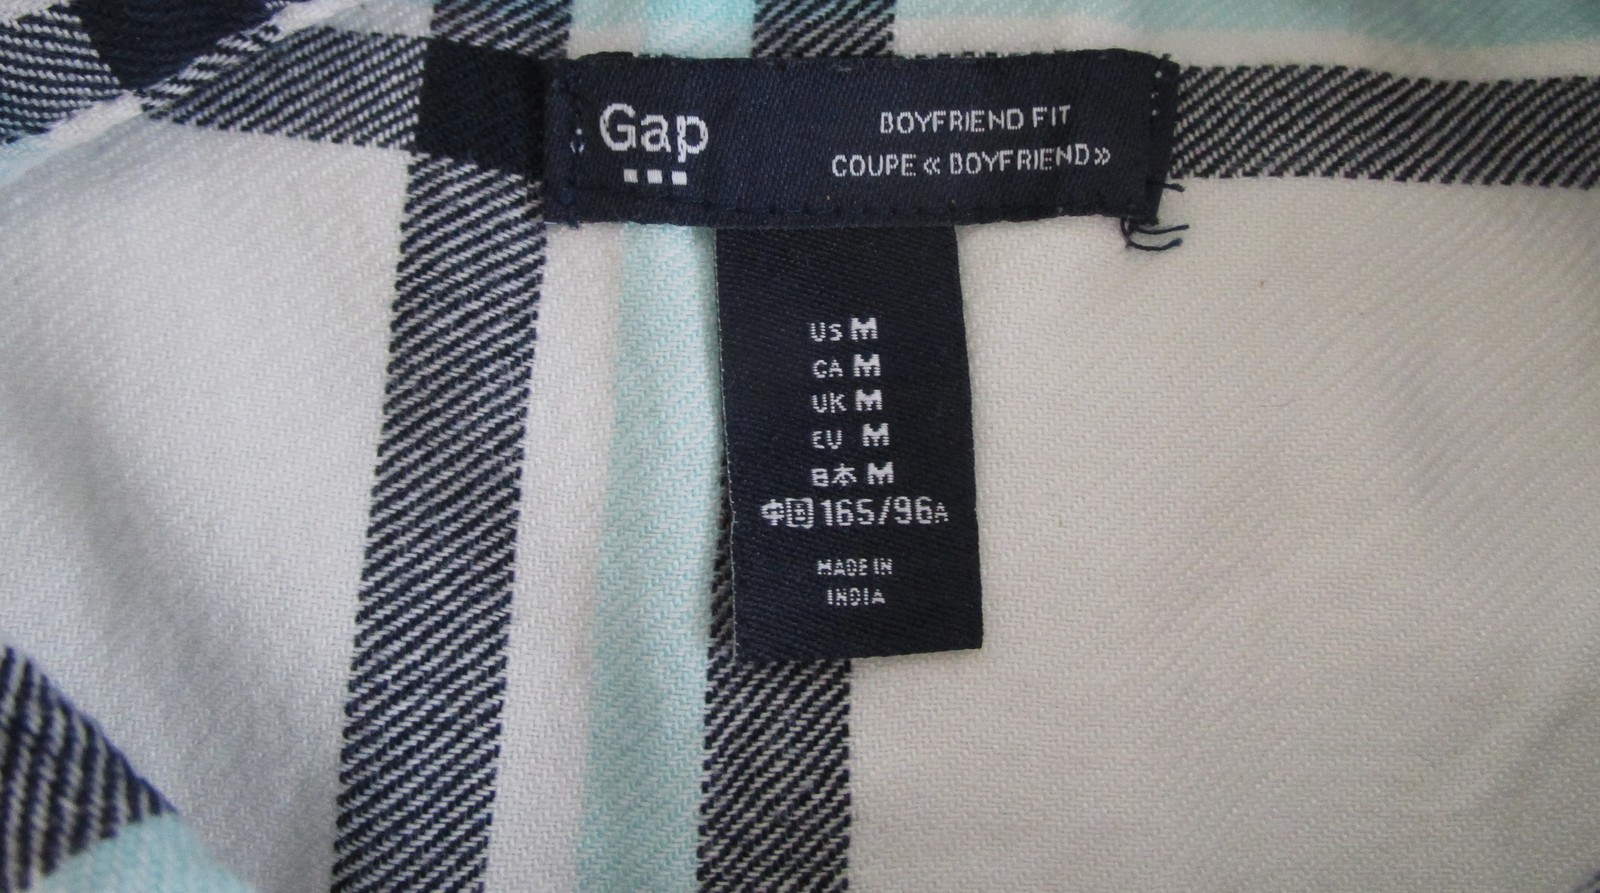 Gap
BOYFRIEND FIT
COUPE « BOYFRIEND»
US M
CA M
UK M
EU M
日本 M
中国 165/96A
MADE IN
INDIA